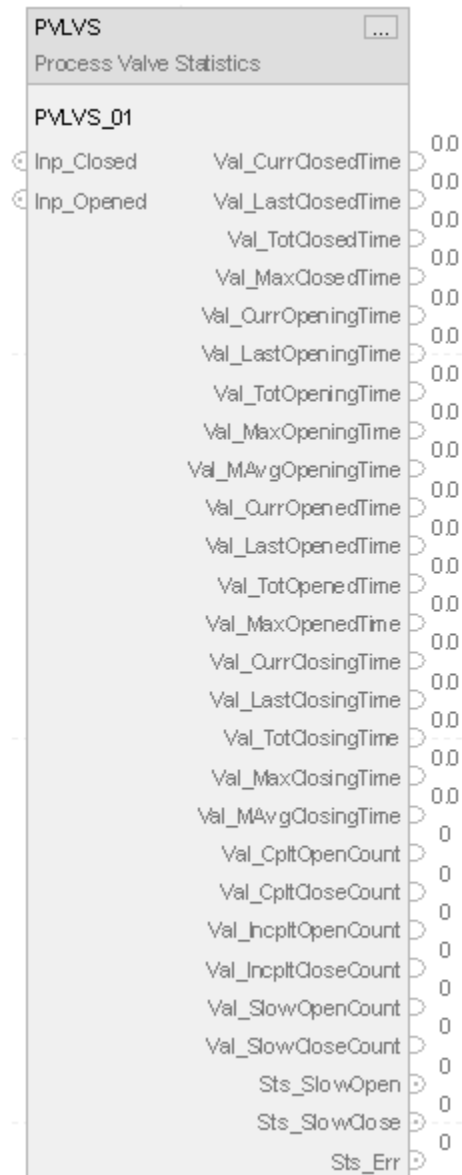 PVLVS
...
Process Valve Statistics
PVLVS_01
0.0
Inp_Closed Val_CurrClosedTime
0.0
Inp_Opened Val_LastClosedTime
0.0
Val_TotClosedTime
0.0
Val_MaxClosedTime
0.0
Val_CurrOpeningTime
0.0
Val_LastOpeningTime
0.0
Val_TotOpeningTime
0.0
Val_MaxOpeningTime
0.0
Val_MAvgOpeningTime
0.0
Val_CurrOpenedTime
0.0
Val_LastOpenedTime
0.0
Val_TotOpenedTime
0.0
Val_MaxOpenedTime
0.0
Val_CurrClosingTime
0.0
Val_LastClosingTime
0.0
Val_TotClosingTime
0.0
Val_MaxClosingTime
0.0
Val_MAvgClosingTime
0
Val_CpltOpenCount
0
Val_CpltCloseCount
0
Val_IncpltOpenCount
0
Val_IncpltCloseCount
0
Val_SlowOpenCount
0
Val_SlowCloseCount
0
Sts_SlowOpen
0
Sts_SlowClose
0
Sts_Err